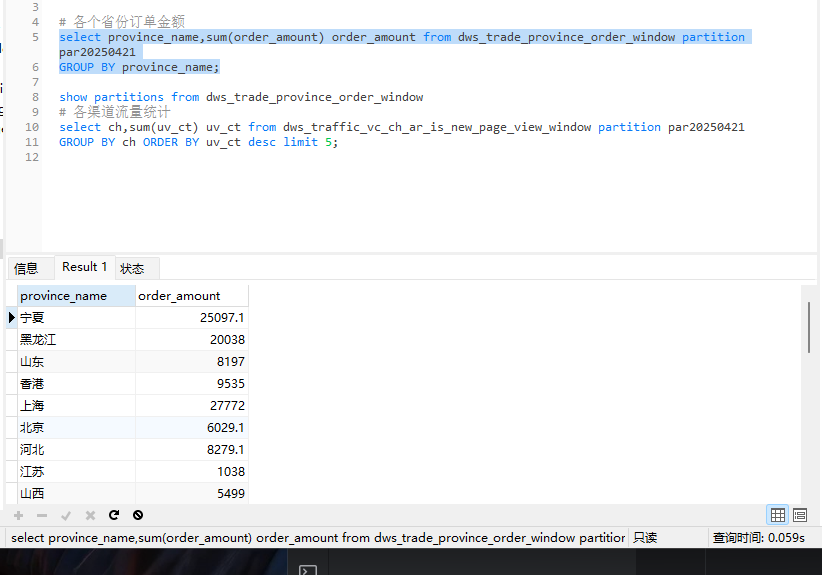 3
4 # 各个省份订单金额
5 select province_name,sum(order_amount) order_amount from dws_trade_province_order_window partition
par20250421
6 GROUP BY province_name;
7
8 show partitions from dws_trade_province_order_window
9 # 各渠道流量统计
10 select ch,sum(uv_ct) uv_ct from dws_traffic_vc_ch_ar_is_new_page_view_window partition par20250421
11 GROUP BY ch ORDER BY uv_ct desc limit 5;
12
信息 Result 1 状态
province_name order_amount
宁夏 25097.1
黑龙江 20038
山东 8197
香港 9535
上海 27772
北京 6029.1
河北 8279.1
江苏 1038
山西 5499
select province_name,sum(order_amount) order_amount from dws_trade_province_order_window partition 只读 查询时间: 0.059s